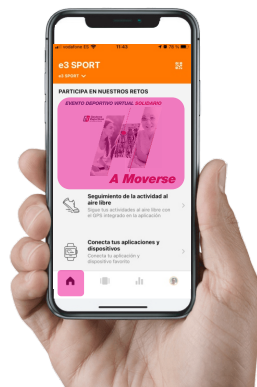 vodafone ES
11:43
76 %
e3 SPORT
e3 SPORT
PARTICIPA EN NUESTROS RETOS
EVENTO DEPORTIVO VIRTUAL SOLIDARIO
A Moverse
Seguimiento de la actividad al
aire libre
Sigue tus actividades al aire libre con
el GPS integrado en la aplicación
Conecta tus aplicaciones y
dispositivos
Conecta tu aplicación y
dispositivo favorito